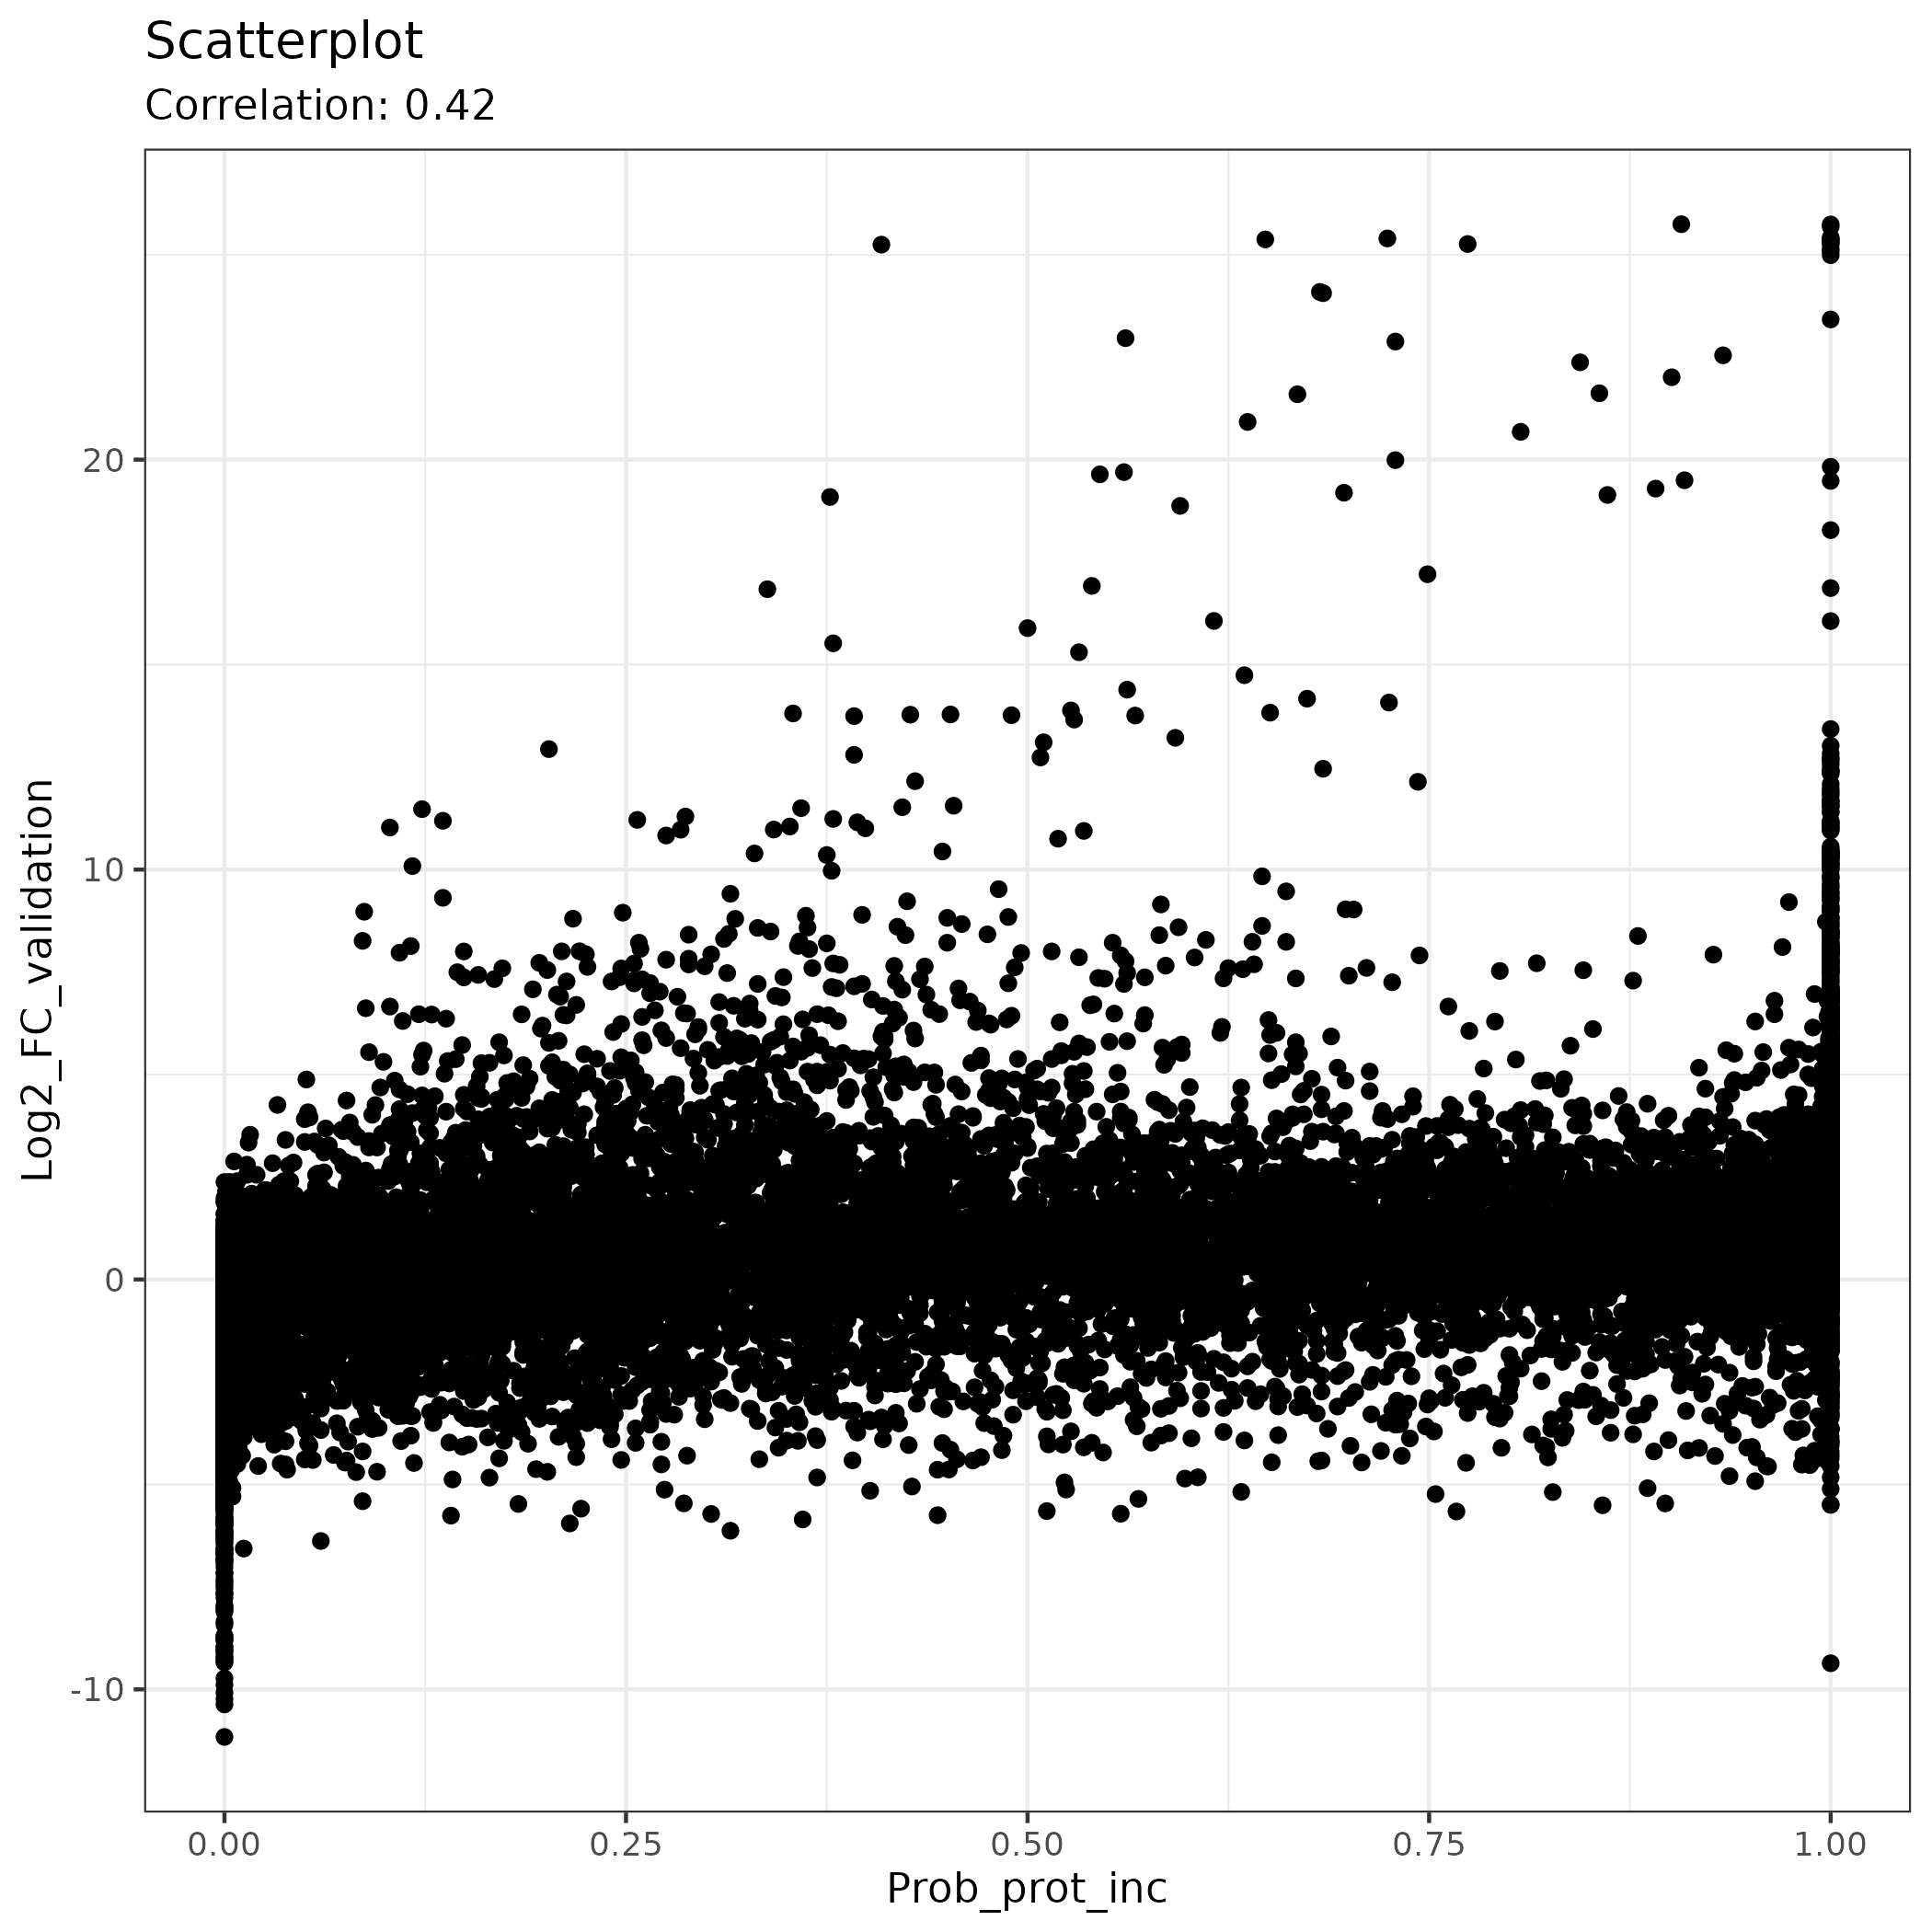 Scatterplot
Correlation: 0.42
Log2_FC_validation
20
10
0
-10
0.00 0.25 0.50 0.75 1.00
Prob_prot_inc